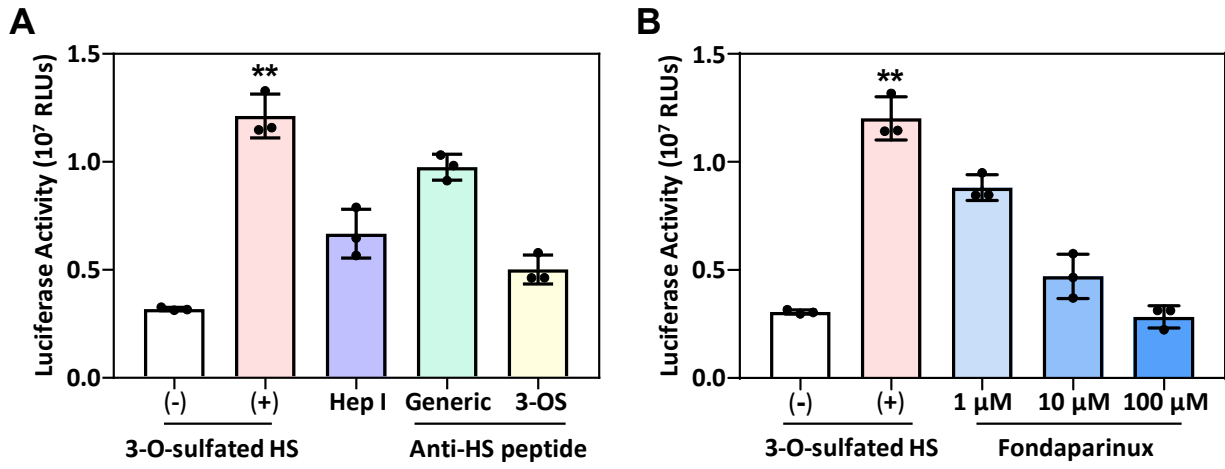 A
Luciferase Activity (10⁷ RLUs)
1.5
1.0
0.5
0.0
**
(-) (+) Hep I Generic 3-OS
3-O-sulfated HS Anti-HS peptide
B
Luciferase Activity (10⁷ RLUs)
1.5
1.0
0.5
0.0
**
(-) (+) 1 µM 10 µM 100 µM
3-O-sulfated HS Fondaparinux